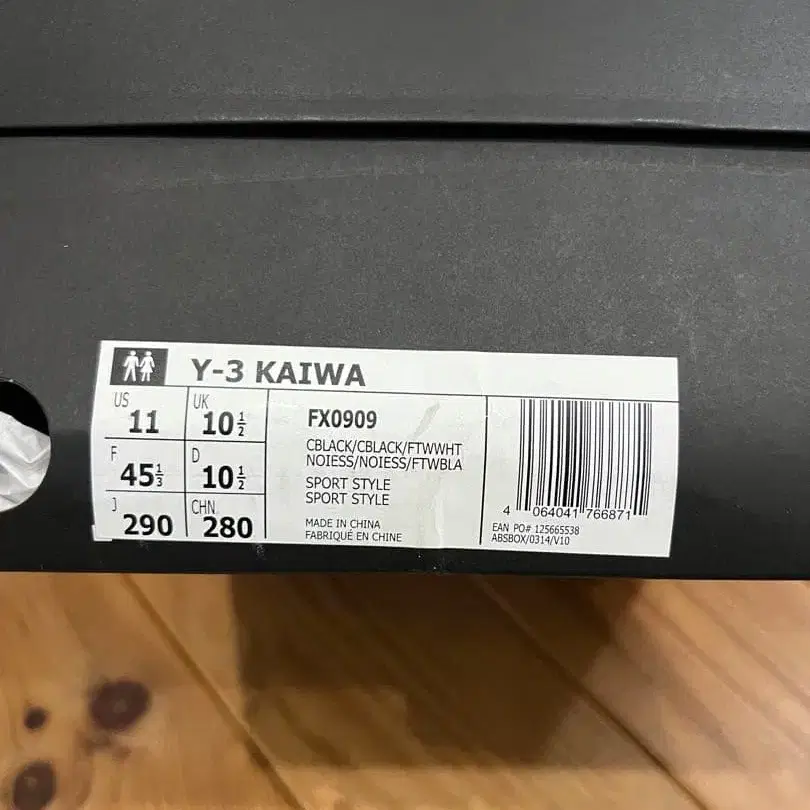 Y-3 KAIWA
US 11
UK 10½
F 45⅓
D 10½
J 290
CHN 280
FX0909
CBLACK/CBLACK/FTWWHT
NOIESS/NOIESS/FTWBLA
SPORT STYLE
SPORT STYLE
MADE IN CHINA
FABRIQUÉ EN CHINE
4 064041 766871
EAN PO# 125665538
ABSBOX/0314/V10